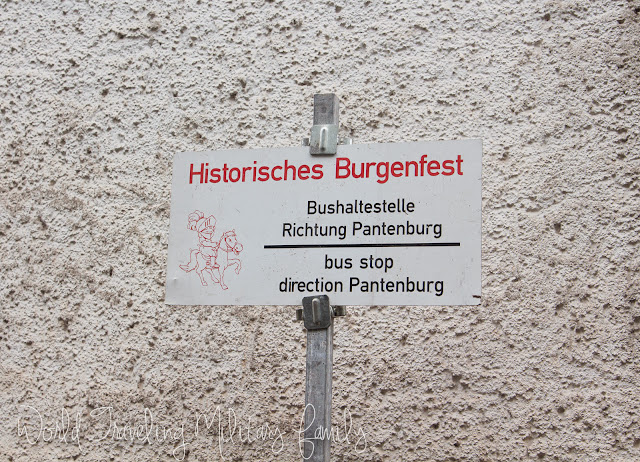 Historisches Burgenfest
Bushaltestelle
Richtung Pantenburg
bus stop
direction Pantenburg
World Traveling Military Family